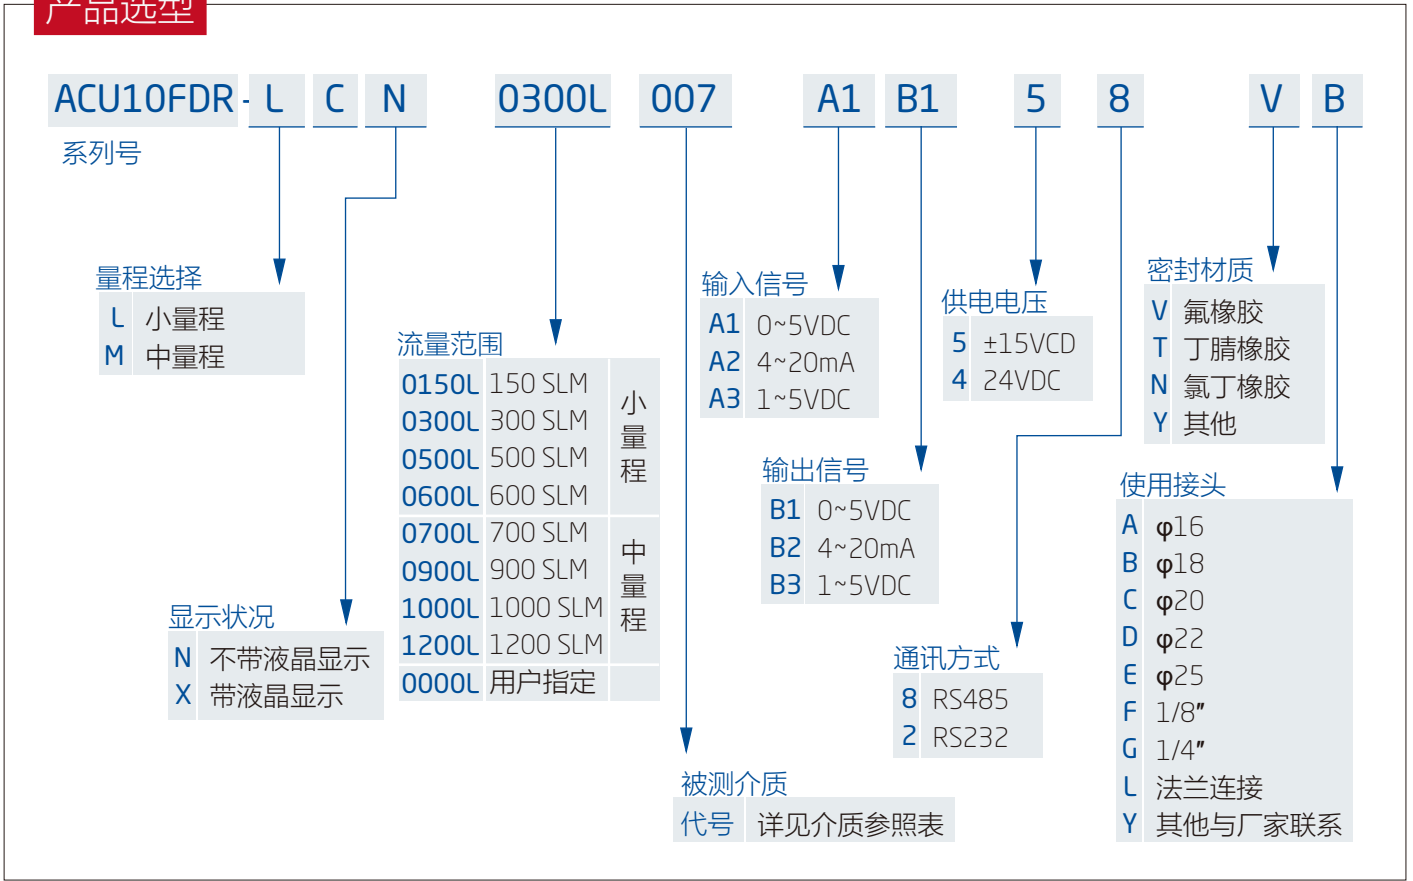 产品选型
ACU10FDR - L C N 0300L 007 A1 B1 5 8 V B
系列号
量程选择
L 小量程
M 中量程
显示状况
N 不带液晶显示
X 带液晶显示
流量范围
0150L 150 SLM
0300L 300 SLM
0500L 500 SLM
0600L 600 SLM
小量程
0700L 700 SLM
0900L 900 SLM
1000L 1000 SLM
1200L 1200 SLM
中量程
0000L 用户指定
被测介质
代号 详见介质参照表
输入信号
A1 0~5VDC
A2 4~20mA
A3 1~5VDC
输出信号
B1 0~5VDC
B2 4~20mA
B3 1~5VDC
供电电压
5 ±15VCD
4 24VDC
通讯方式
8 RS485
2 RS232
密封材质
V 氟橡胶
T 丁腈橡胶
N 氯丁橡胶
Y 其他
使用接头
A φ16
B φ18
C φ20
D φ22
E φ25
F 1/8"
G 1/4"
L 法兰连接
Y 其他与厂家联系